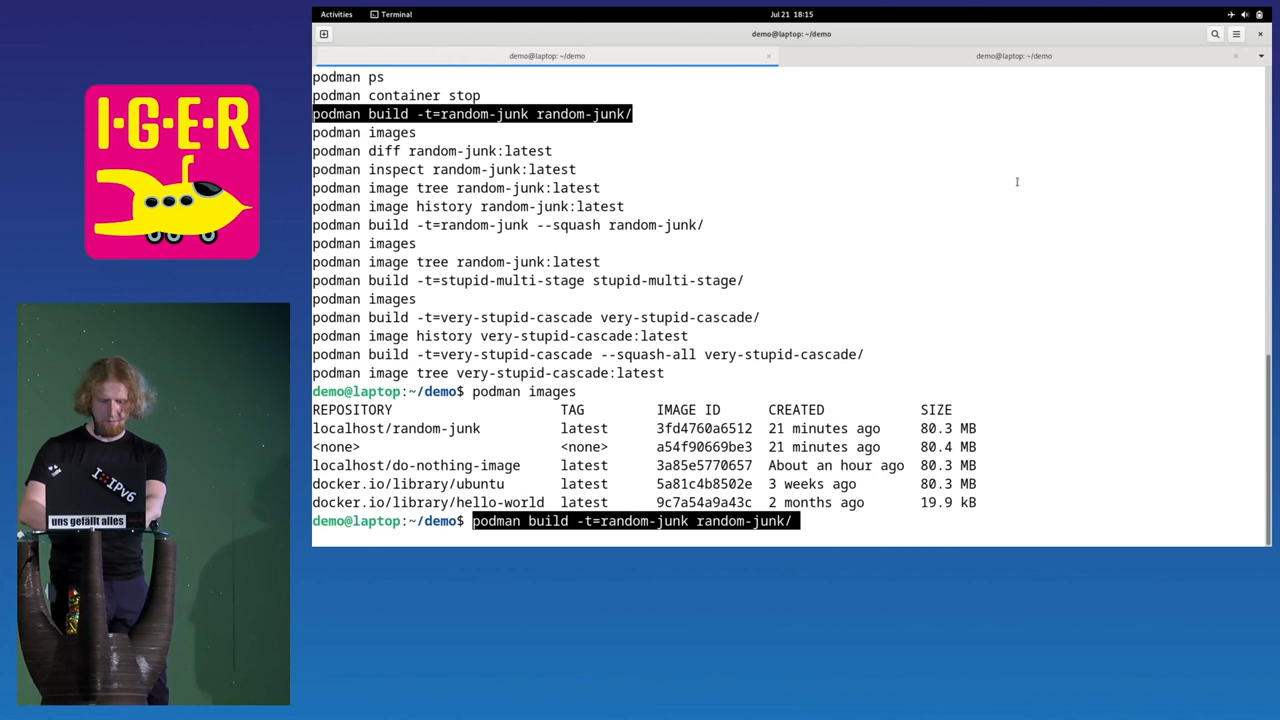 Activities
Terminal
Jul 21 18:15
demo@laptop: ~/demo
demo@laptop: ~/demo
demo@laptop: ~/demo
I·G·E·R
podman ps
podman container stop
podman build -t=random-junk random-junk/
podman images
podman diff random-junk:latest
podman inspect random-junk:latest
podman image tree random-junk:latest
podman image history random-junk:latest
podman build -t=random-junk --squash random-junk/
podman images
podman image tree random-junk:latest
podman build -t=stupid-multi-stage stupid-multi-stage/
podman images
podman build -t=very-stupid-cascade very-stupid-cascade/
podman image history very-stupid-cascade:latest
podman build -t=very-stupid-cascade --squash-all very-stupid-cascade/
podman image tree very-stupid-cascade:latest
demo@laptop:~/demo$ podman images
REPOSITORY TAG IMAGE ID CREATED SIZE
localhost/random-junk latest 3fd4760a6512 21 minutes ago 80.3 MB
<none> <none> a54f90669be3 21 minutes ago 80.4 MB
localhost/do-nothing-image latest 3a85e5770657 About an hour ago 80.3 MB
docker.io/library/ubuntu latest 5a81c4b8502e 3 weeks ago 80.3 MB
docker.io/library/hello-world latest 9c7a54a9a43c 2 months ago 19.9 kB
demo@laptop:~/demo$ podman build -t=random-junk random-junk/
I::IPv6
uns gefällt alles